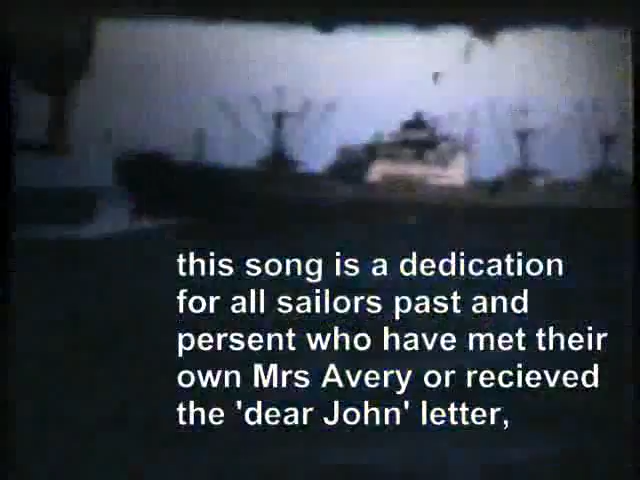 this song is a dedication
for all sailors past and
persent who have met their
own Mrs Avery or recieved
the 'dear John' letter,